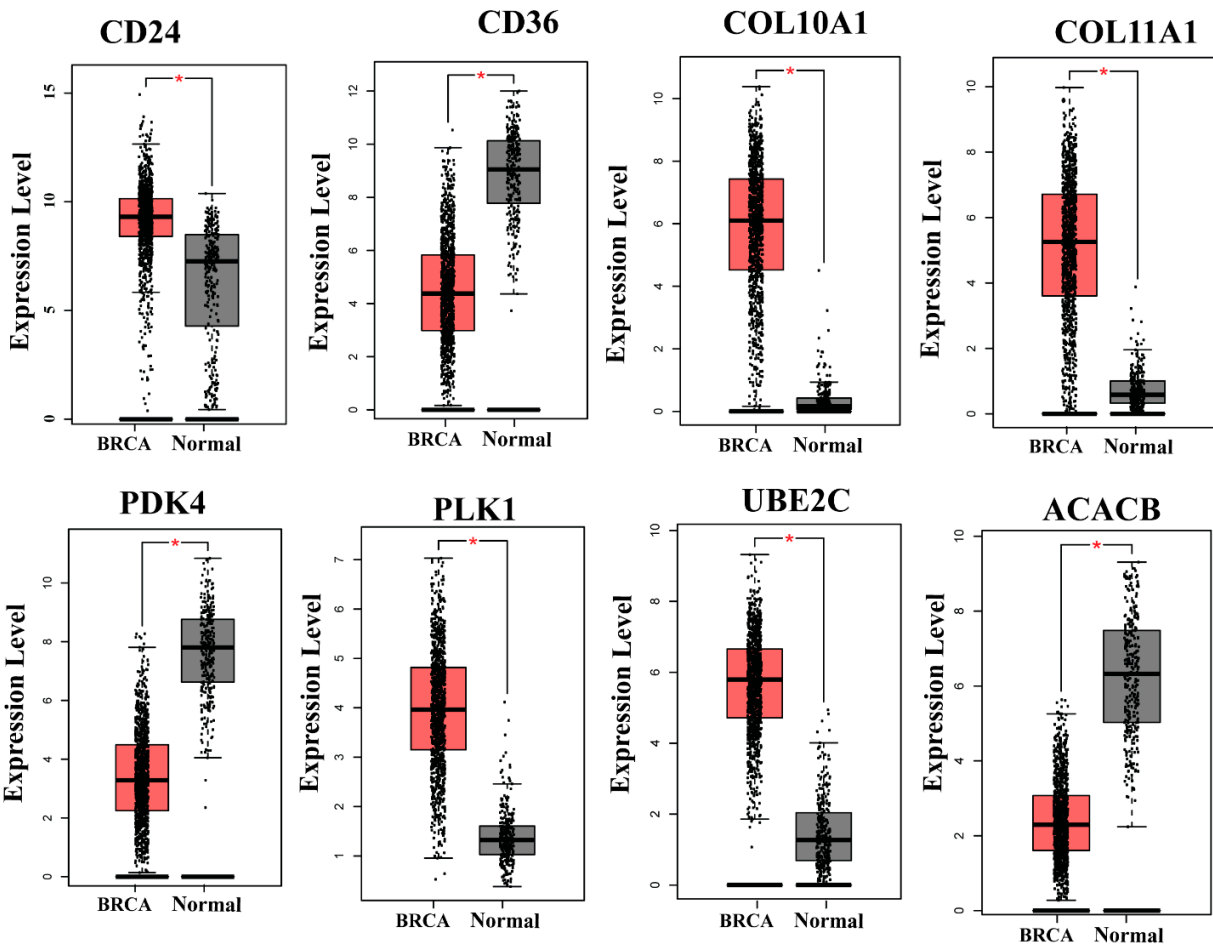 CD24
CD36
COL10A1
COL11A1
Expression Level
15
10
5
0
*
BRCA Normal
Expression Level
12
10
8
6
4
2
0
*
BRCA Normal
Expression Level
10
8
6
4
2
0
*
BRCA Normal
Expression Level
10
8
6
4
2
0
*
BRCA Normal
PDK4
PLK1
UBE2C
ACACB
Expression Level
10
8
6
4
2
0
*
BRCA Normal
Expression Level
7
6
5
4
3
2
1
*
BRCA Normal
Expression Level
10
8
6
4
2
0
*
BRCA Normal
Expression Level
10
8
6
4
2
0
*
BRCA Normal